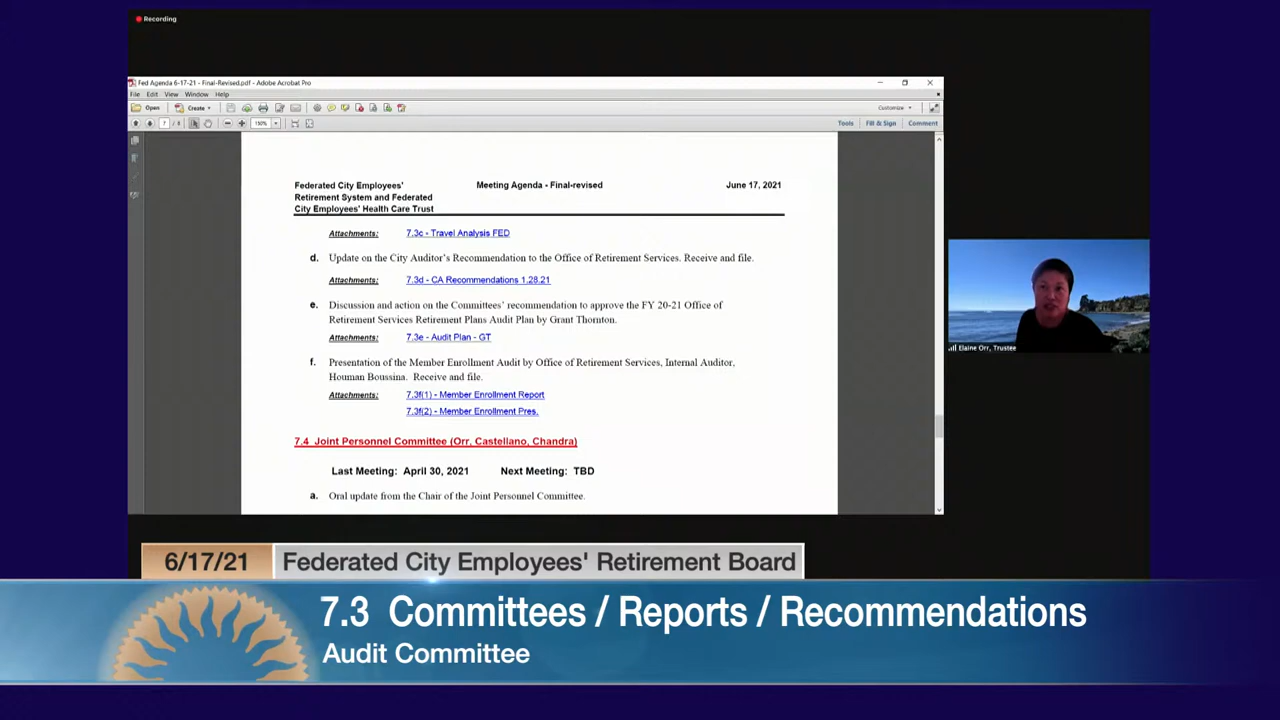 Recording
Fed Agenda 6-17-21 - Final-Revised.pdf - Adobe Acrobat Pro
File Edit View Window Help
Open Create Customize
7 / 8 150% Tools Fill & Sign Comment
Federated City Employees' Meeting Agenda - Final-revised June 17, 2021
Retirement System and Federated
City Employees' Health Care Trust
Attachments: 7.3c - Travel Analysis FED
d. Update on the City Auditor's Recommendation to the Office of Retirement Services. Receive and file.
Attachments: 7.3d - CA Recommendations 1.28.21
e. Discussion and action on the Committees' recommendation to approve the FY 20-21 Office of
Retirement Services Retirement Plans Audit Plan by Grant Thornton.
Attachments: 7.3e - Audit Plan - GT
f. Presentation of the Member Enrollment Audit by Office of Retirement Services, Internal Auditor,
Houman Boussina. Receive and file.
Attachments: 7.3f(1) - Member Enrollment Report
7.3f(2) - Member Enrollment Pres.
7.4 Joint Personnel Committee (Orr, Castellano, Chandra)
Last Meeting: April 30, 2021 Next Meeting: TBD
a. Oral update from the Chair of the Joint Personnel Committee.
Elaine Orr, Trustee
6/17/21 Federated City Employees' Retirement Board
7.3 Committees / Reports / Recommendations
Audit Committee